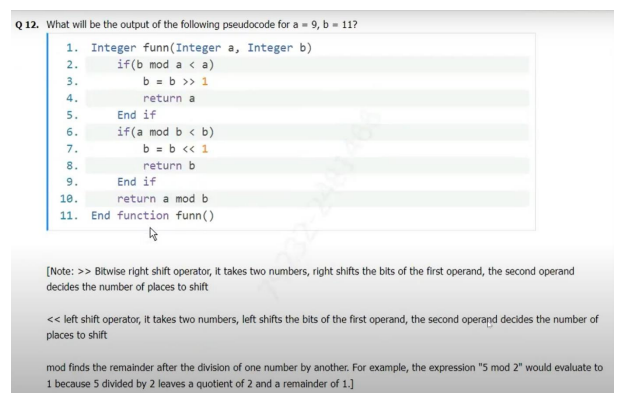 Q 12. What will be the output of the following pseudocode for a = 9, b = 11?
1. Integer funn(Integer a, Integer b)
2. if(b mod a < a)
3. b = b >> 1
4. return a
5. End if
6. if(a mod b < b)
7. b = b << 1
8. return b
9. End if
10. return a mod b
11. End function funn()
[Note: >> Bitwise right shift operator, it takes two numbers, right shifts the bits of the first operand, the second operand
decides the number of places to shift
<< left shift operator, it takes two numbers, left shifts the bits of the first operand, the second operand decides the number of
places to shift
mod finds the remainder after the division of one number by another. For example, the expression "5 mod 2" would evaluate to
1 because 5 divided by 2 leaves a quotient of 2 and a remainder of 1.]